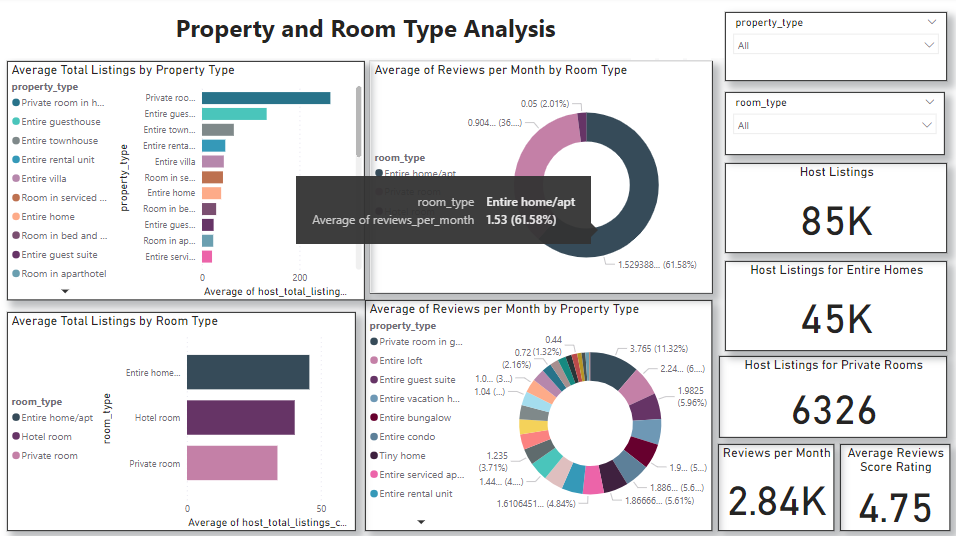 Property and Room Type Analysis
property_type
All
room_type
All
Average Total Listings by Property Type
property_type
Private room in h...
Entire guesthouse
Entire townhouse
Entire rental unit
Entire villa
Room in serviced ...
Entire home
Room in bed and ...
Entire guest suite
Room in aparthotel
property_type
Private roo...
Entire gues...
Entire town...
Entire renta...
Entire villa
Room in se...
Entire home
Room in be...
Entire gues...
Room in ap...
Entire servi...
0
200
Average of host_total_listing...
Average of Reviews per Month by Room Type
0.05 (2.01%)
0.904... (36....)
room_type
Entire home/apt
1.529388... (61.58%)
room_type Entire home/apt
Average of reviews_per_month 1.53 (61.58%)
Host Listings
85K
Host Listings for Entire Homes
45K
Host Listings for Private Rooms
6326
Reviews per Month
2.84K
Average Reviews
Score Rating
4.75
Average Total Listings by Room Type
room_type
Entire home/apt
Hotel room
Private room
room_type
Entire home...
Hotel room
Private room
0
50
Average of host_total_listings_c...
Average of Reviews per Month by Property Type
property_type
Private room in g...
Entire loft
Entire guest suite
Entire vacation h...
Entire bungalow
Entire condo
Tiny home
Entire serviced ap...
Entire rental unit
0.44
0.72 (1.32%)
(2.16%)
1.0... (3...)
1.04 (...)
1.235
(3.71%)
1.44... (4....)
1.6106451... (4.84%)
3.765 (11.32%)
2.24... (6....)
1.9825
(5.96%)
1.9... (5...)
1.886... (5.6...)
1.86666... (5.61%)